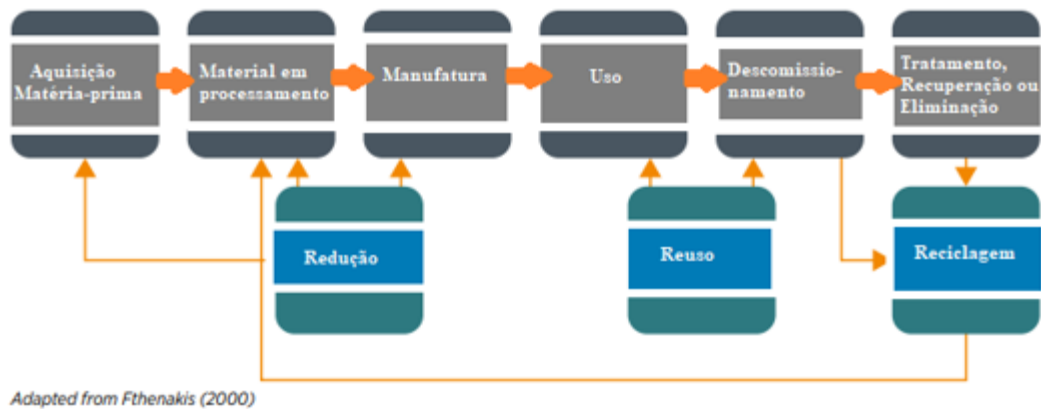 Aquisição
Matéria-prima
Material em
processamento
Manufatura
Uso
Descomissio-
namento
Tratamento,
Recuperação ou
Eliminação
Redução
Reuso
Reciclagem
Adapted from Fthenakis (2000)